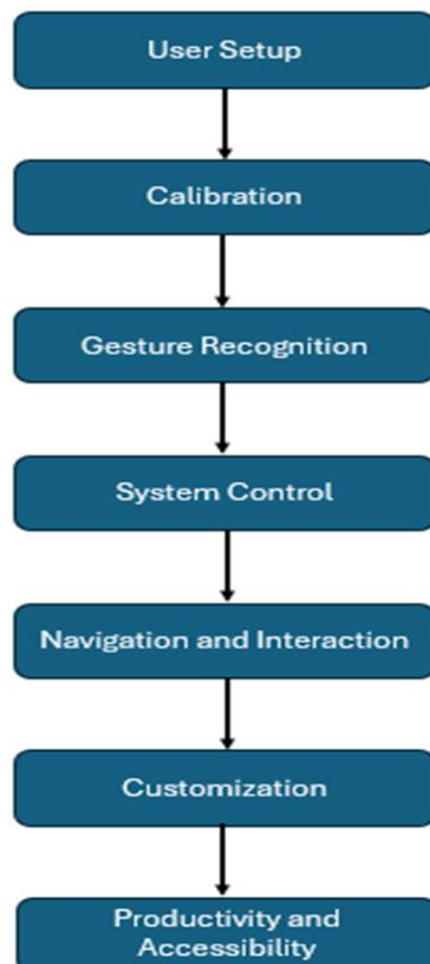 User Setup
Calibration
Gesture Recognition
System Control
Navigation and Interaction
Customization
Productivity and
Accessibility